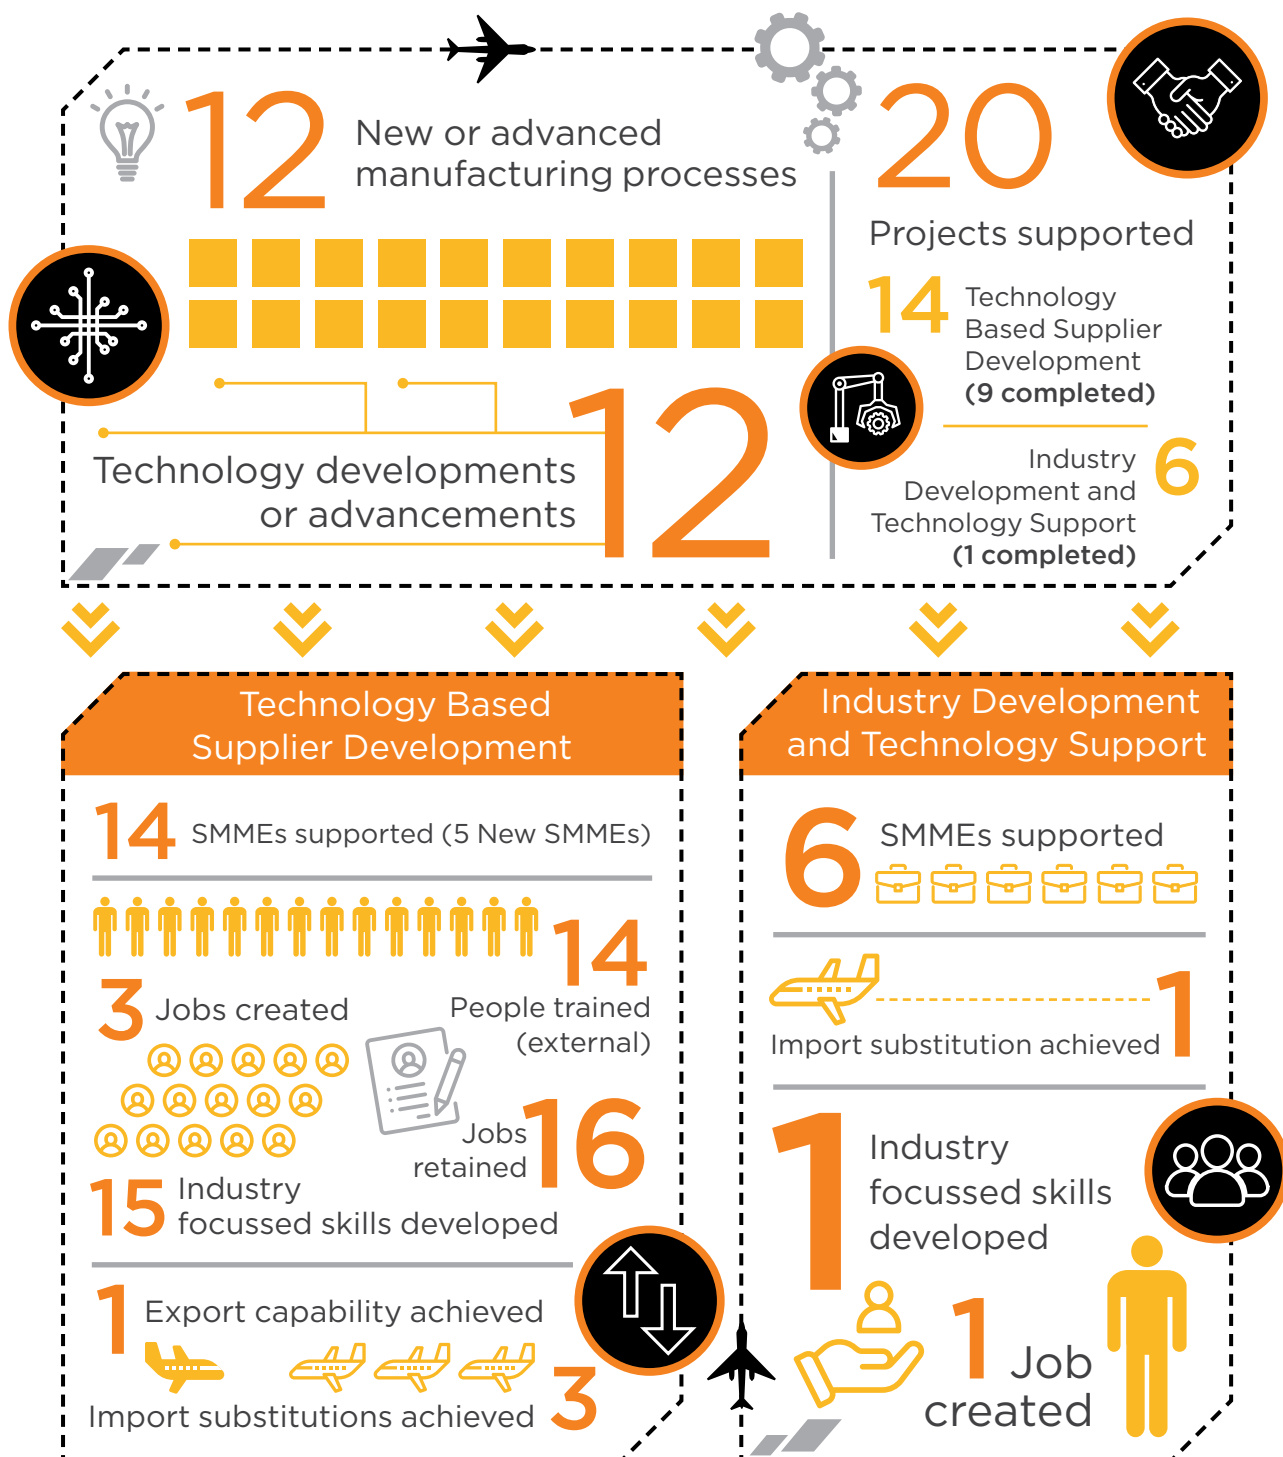 12
New or advanced
manufacturing processes
12
Technology developments
or advancements
20
Projects supported
14
Technology
Based Supplier
Development
(9 completed)
6
Industry
Development and
Technology Support
(1 completed)
Technology Based
Supplier Development
14 SMMEs supported (5 New SMMEs)
14
People trained
(external)
3 Jobs created
16
Jobs
retained
15 Industry
focussed skills developed
1 Export capability achieved
Import substitutions achieved 3
Industry Development
and Technology Support
6 SMMEs supported
1
Import substitution achieved
1
Industry
focussed skills
developed
1 Job
created